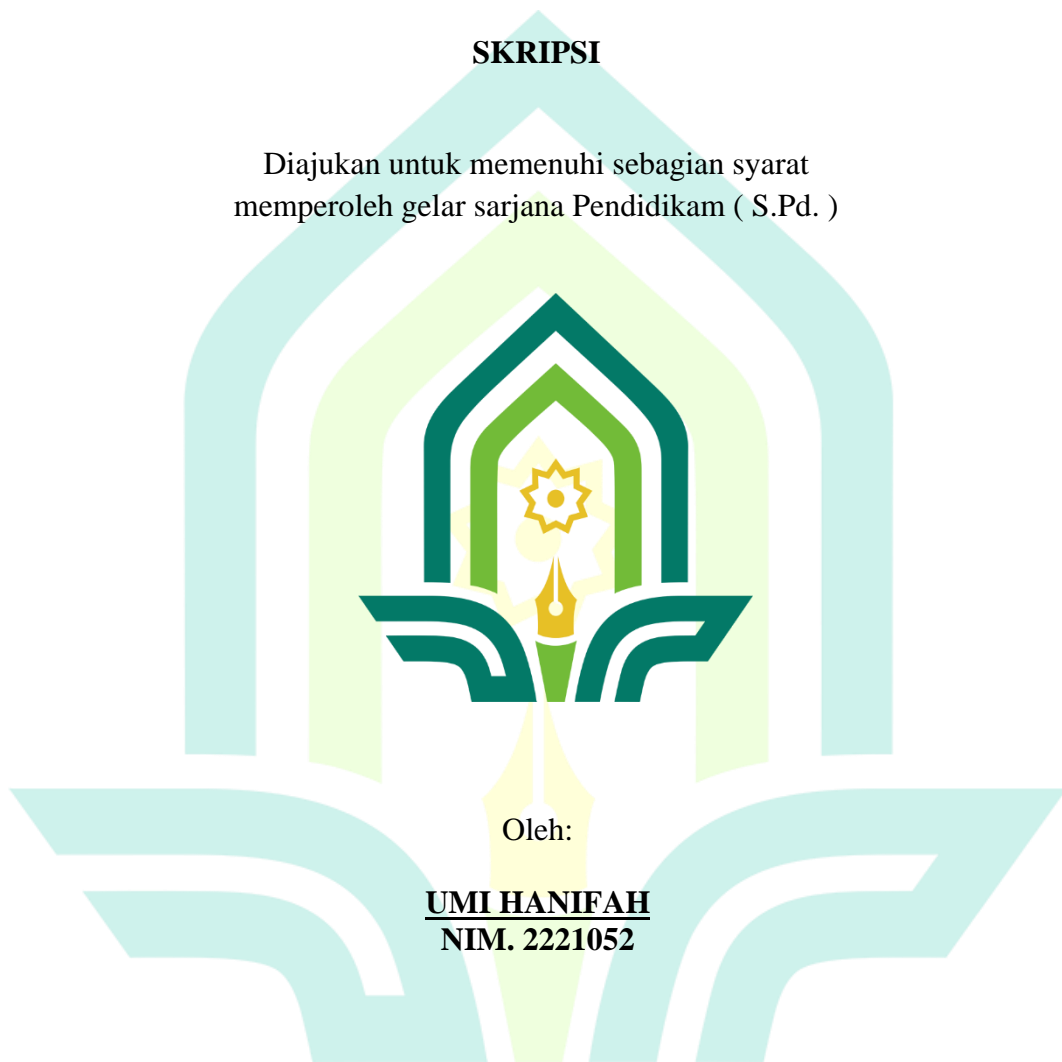 SKRIPSI
Diajukan untuk memenuhi sebagian syarat
memperoleh gelar sarjana Pendidikam ( S.Pd. )
Oleh:
UMI HANIFAH
NIM. 2221052